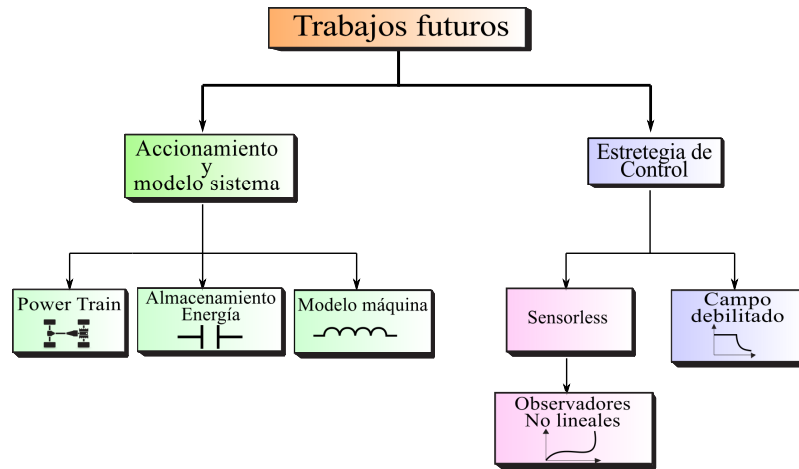 Trabajos futuros
Accionamiento
y
modelo sistema
Estretegia de
Control
Power Train
Almacenamiento
Energía
Modelo máquina
Sensorless
Campo
debilitado
Observadores
No lineales